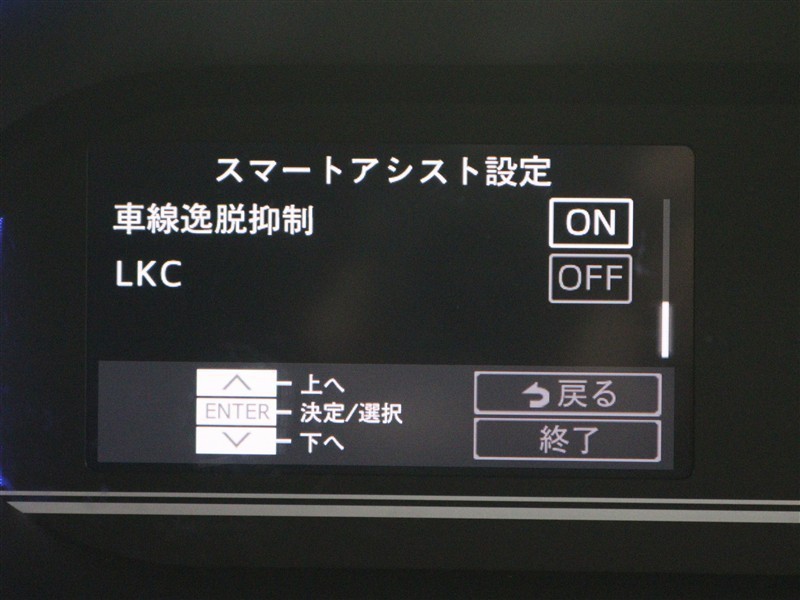 スマートアシスト設定
車線逸脱抑制 ON
LKC OFF
上へ
ENTER 決定/選択
下へ
戻る
終了